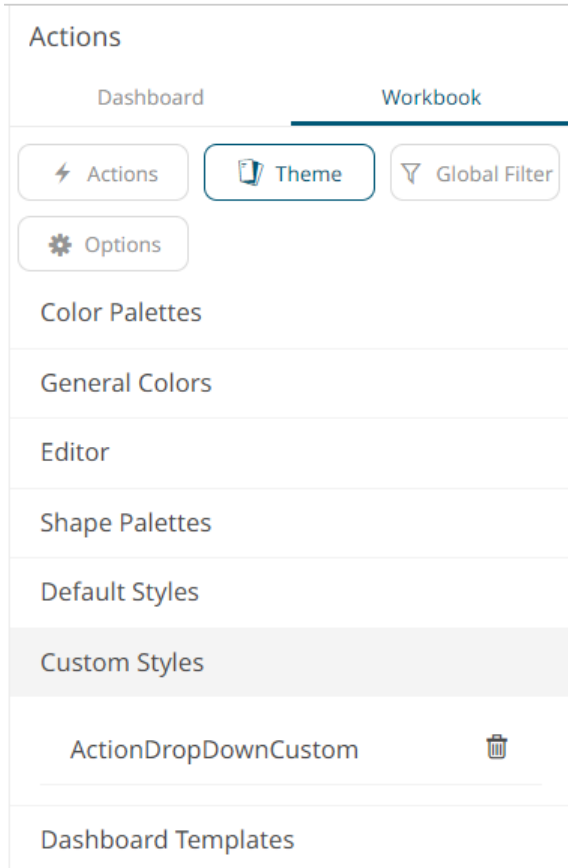 Actions
Dashboard Workbook
Actions Theme Global Filter
Options
Color Palettes
General Colors
Editor
Shape Palettes
Default Styles
Custom Styles
ActionDropDownCustom
Dashboard Templates